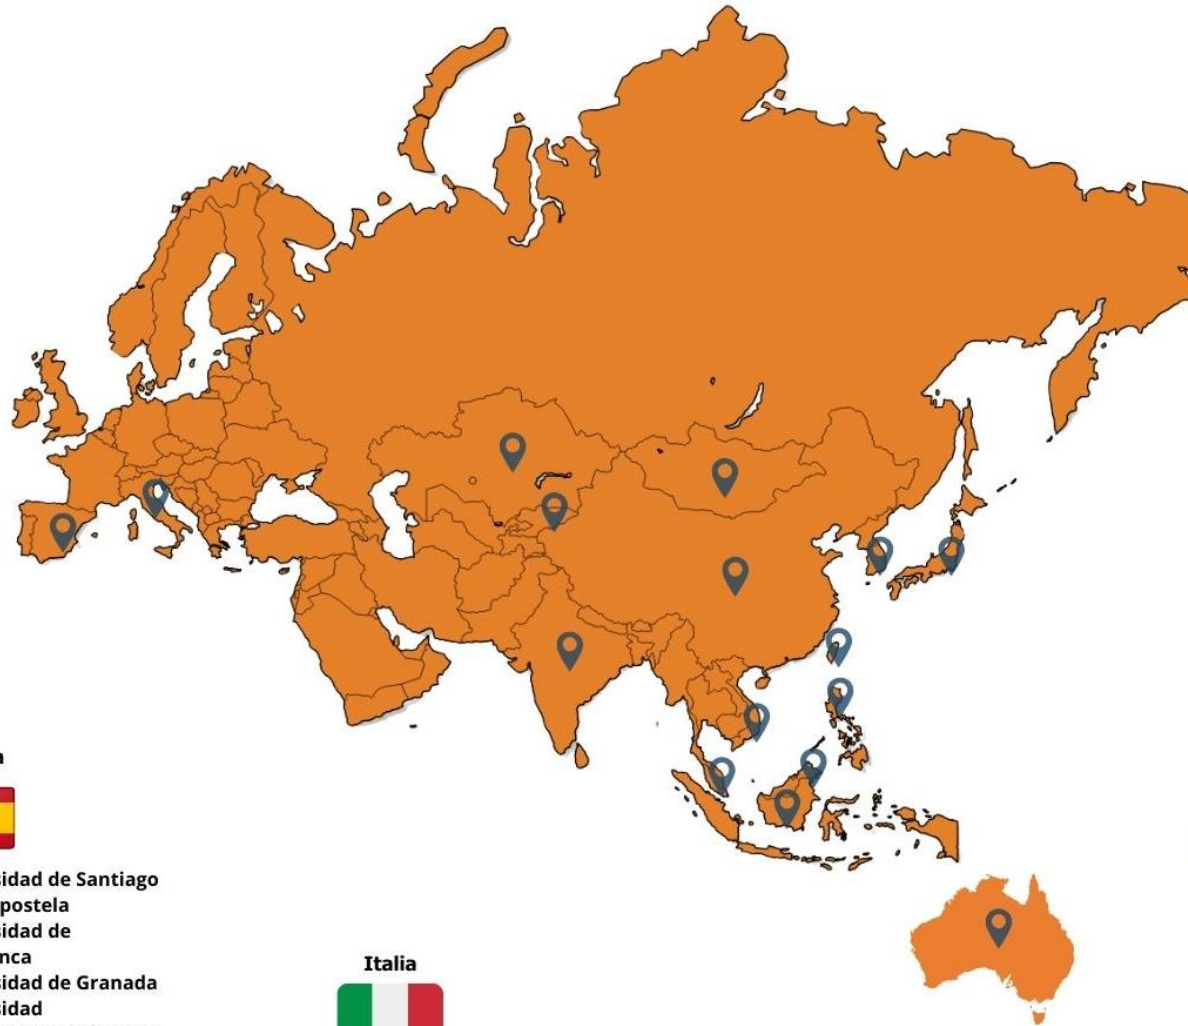 a
sidad de Santiago
postela
sidad de
nca
sidad de Granada
sidad
Italia